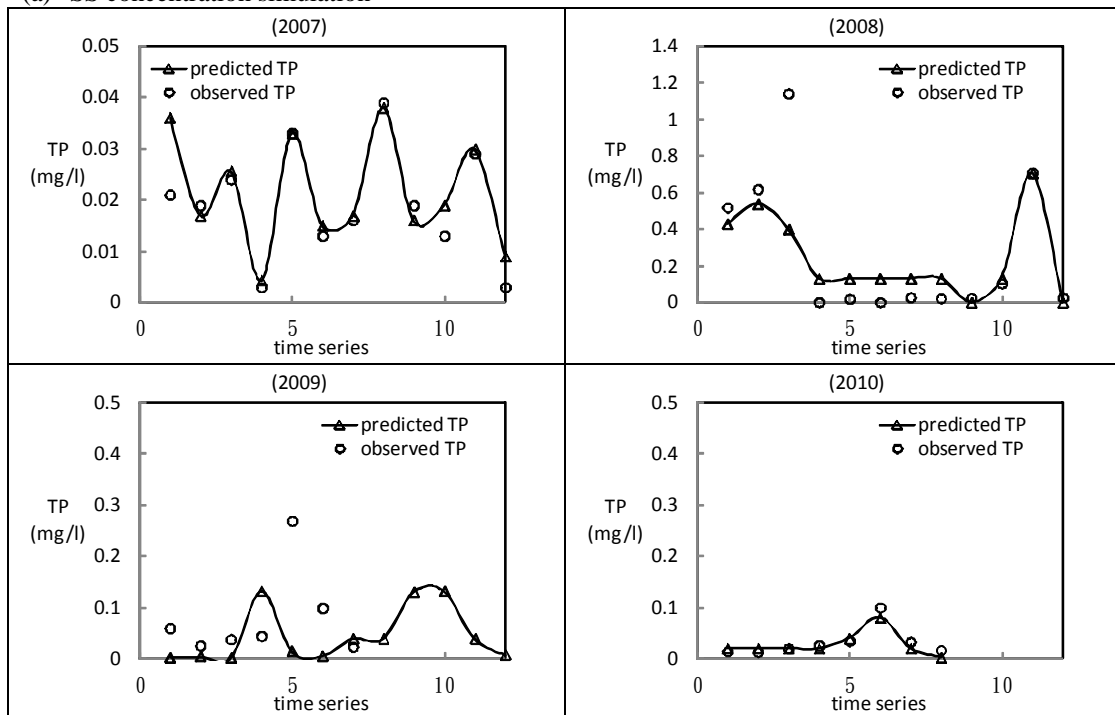 (a) SS concentration simulation
(2007)
0.05
predicted TP
observed TP
0.04
0.03
TP
(mg/l)
0.02
0.01
0
0 5 10
time series
(2008)
1.4
predicted TP
observed TP
1.2
1
0.8
TP
(mg/l)
0.6
0.4
0.2
0
0 5 10
time series
(2009)
0.5
predicted TP
observed TP
0.4
0.3
TP
(mg/l)
0.2
0.1
0
0 5 10
time series
(2010)
0.5
predicted TP
observed TP
0.4
0.3
TP
(mg/l)
0.2
0.1
0
0 5 10
time series